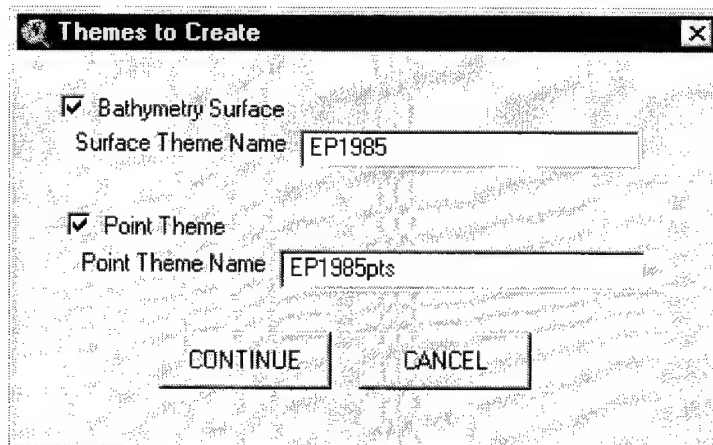 Themes to Create
Bathymetry Surface
Surface Theme Name EP1985
Point Theme
Point Theme Name EP1985pts
CONTINUE CANCEL